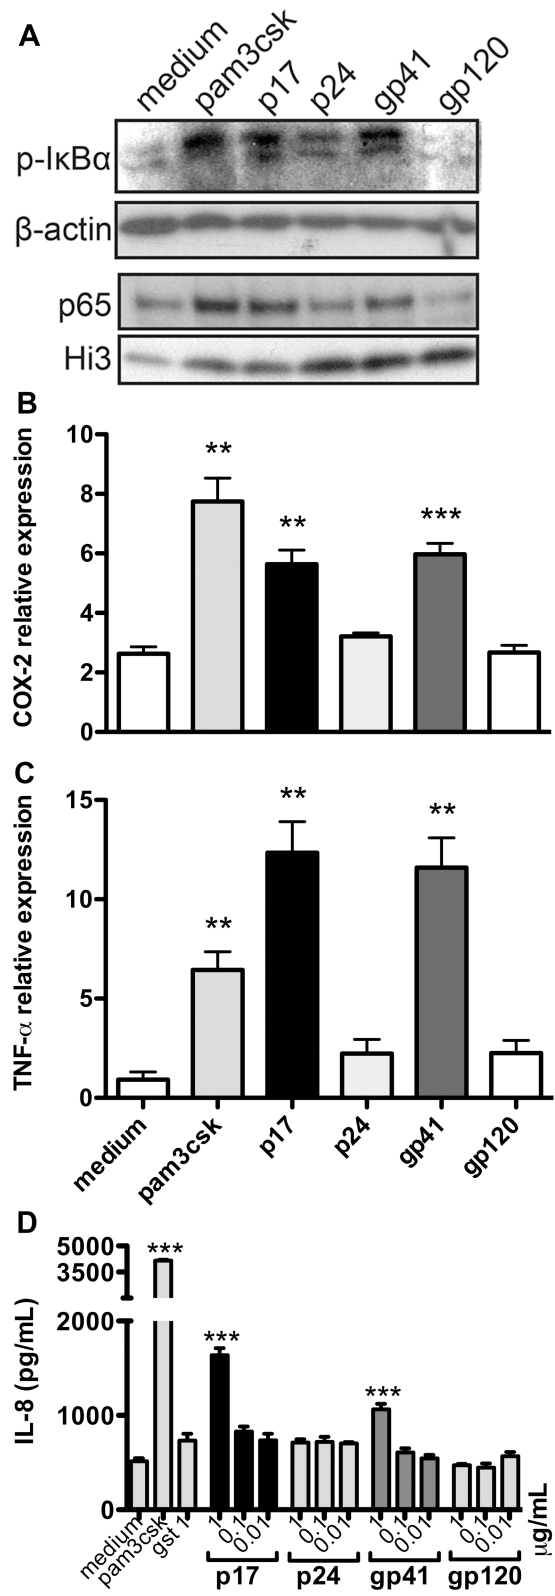 A
medium pam3csk p17 p24 gp41 gp120
p-IκBα
β-actin
p65
Hi3
B
COX-2 relative expression
10
8
6
4
2
0
**
**
***
C
TNF-α relative expression
15
10
5
0
**
**
**
medium pam3csk p17 p24 gp41 gp120
D
IL-8 (pg/mL)
5000
3500
2000
1000
0
***
***
***
medium pam3csk gst 1 1 0.1 0.01 1 0.1 0.01 1 0.1 0.01 1 0.1 0.01
μg/mL
p17 p24 gp41 gp120